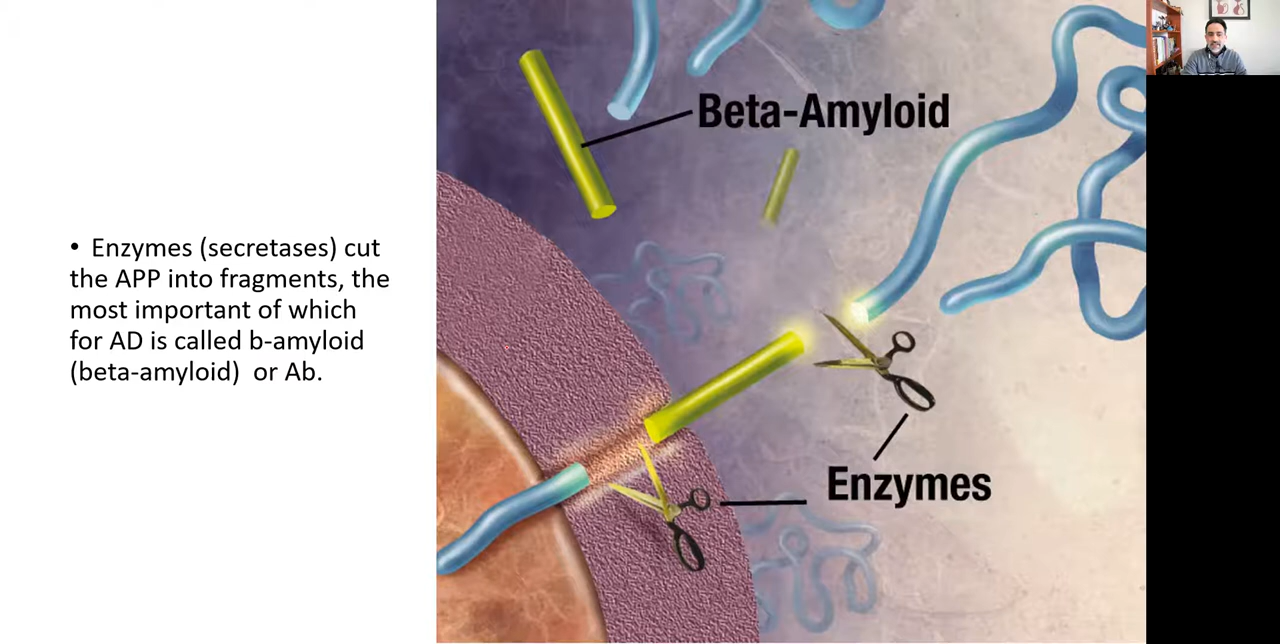 • Enzymes (secretases) cut
the APP into fragments, the
most important of which
for AD is called b-amyloid
(beta-amyloid) or Ab.
Beta-Amyloid
Enzymes